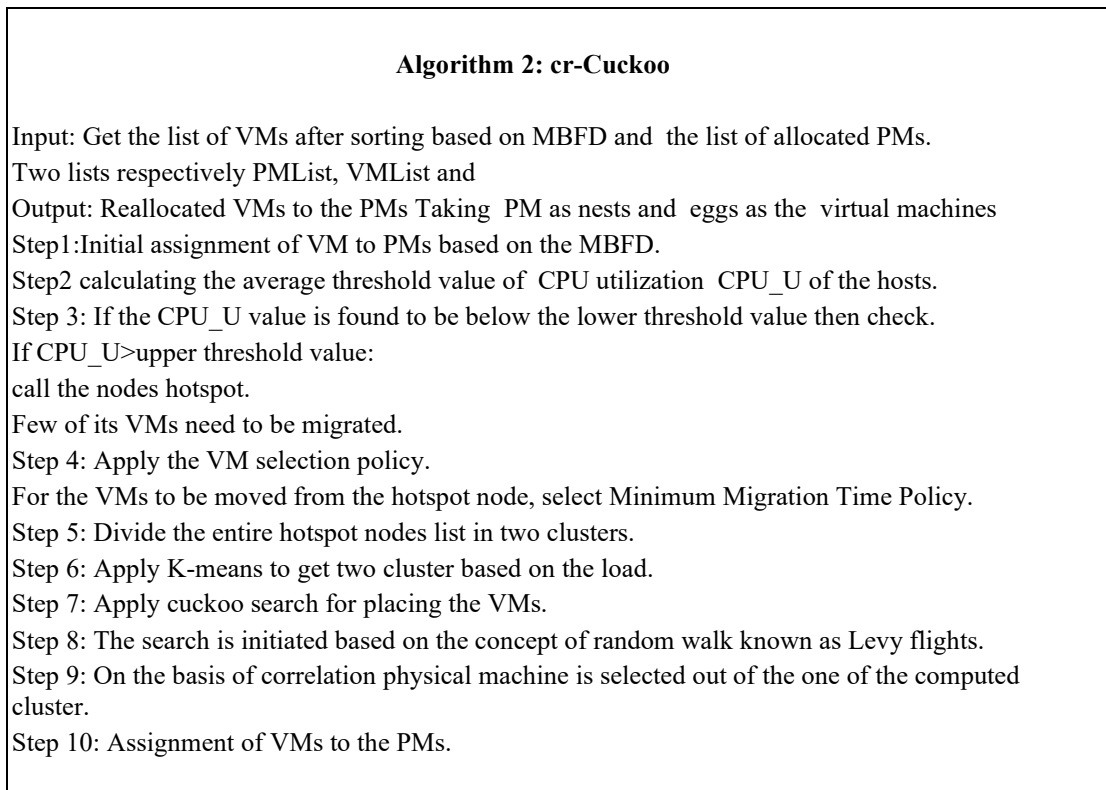 Algorithm 2: cr-Cuckoo
Input: Get the list of VMs after sorting based on MBFD and the list of allocated PMs.
Two lists respectively PMList, VMList and
Output: Reallocated VMs to the PMs Taking PM as nests and eggs as the virtual machines
Step1:Initial assignment of VM to PMs based on the MBFD.
Step2 calculating the average threshold value of CPU utilization CPU_U of the hosts.
Step 3: If the CPU_U value is found to be below the lower threshold value then check.
If CPU_U>upper threshold value:
call the nodes hotspot.
Few of its VMs need to be migrated.
Step 4: Apply the VM selection policy.
For the VMs to be moved from the hotspot node, select Minimum Migration Time Policy.
Step 5: Divide the entire hotspot nodes list in two clusters.
Step 6: Apply K-means to get two cluster based on the load.
Step 7: Apply cuckoo search for placing the VMs.
Step 8: The search is initiated based on the concept of random walk known as Levy flights.
Step 9: On the basis of correlation physical machine is selected out of the one of the computed
cluster.
Step 10: Assignment of VMs to the PMs.